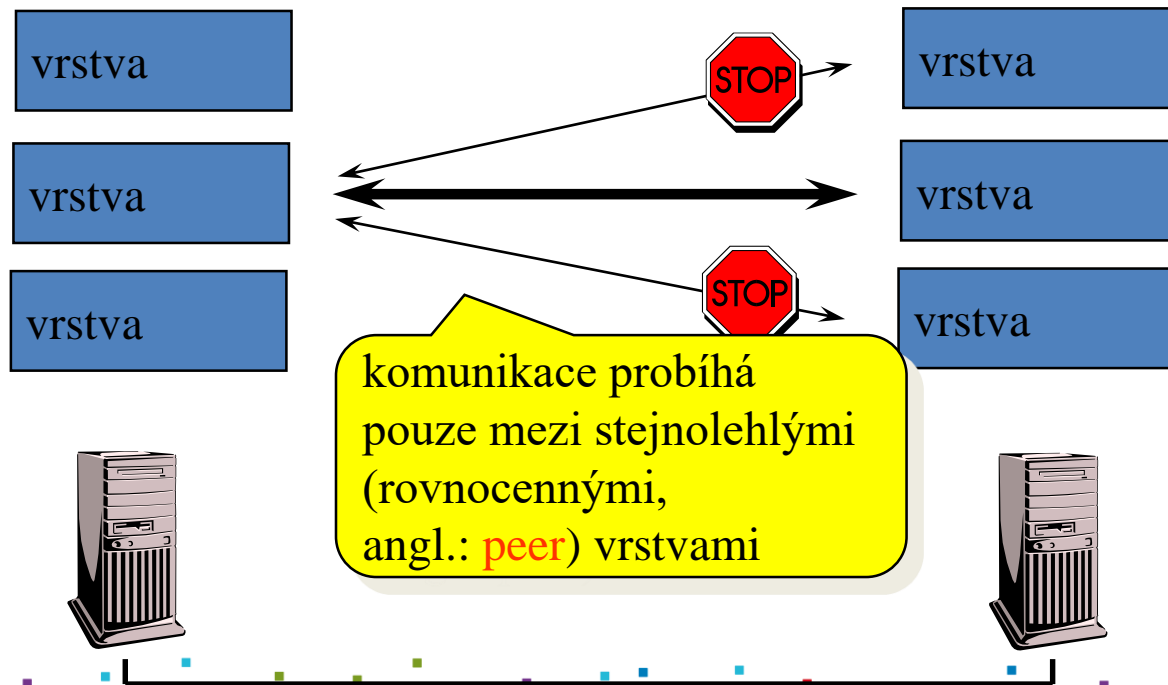 vrstva
STOP
vrstva
vrstva
vrstva
vrstva
STOP
vrstva
komunikace probíhá
pouze mezi stejnolehlými
(rovnocennými,
angl.: peer) vrstvami